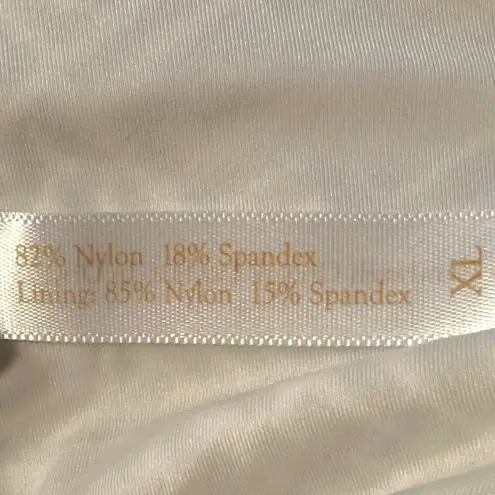 82% Nylon 18% Spandex
Lining: 85% Nylon 15% Spandex
XL